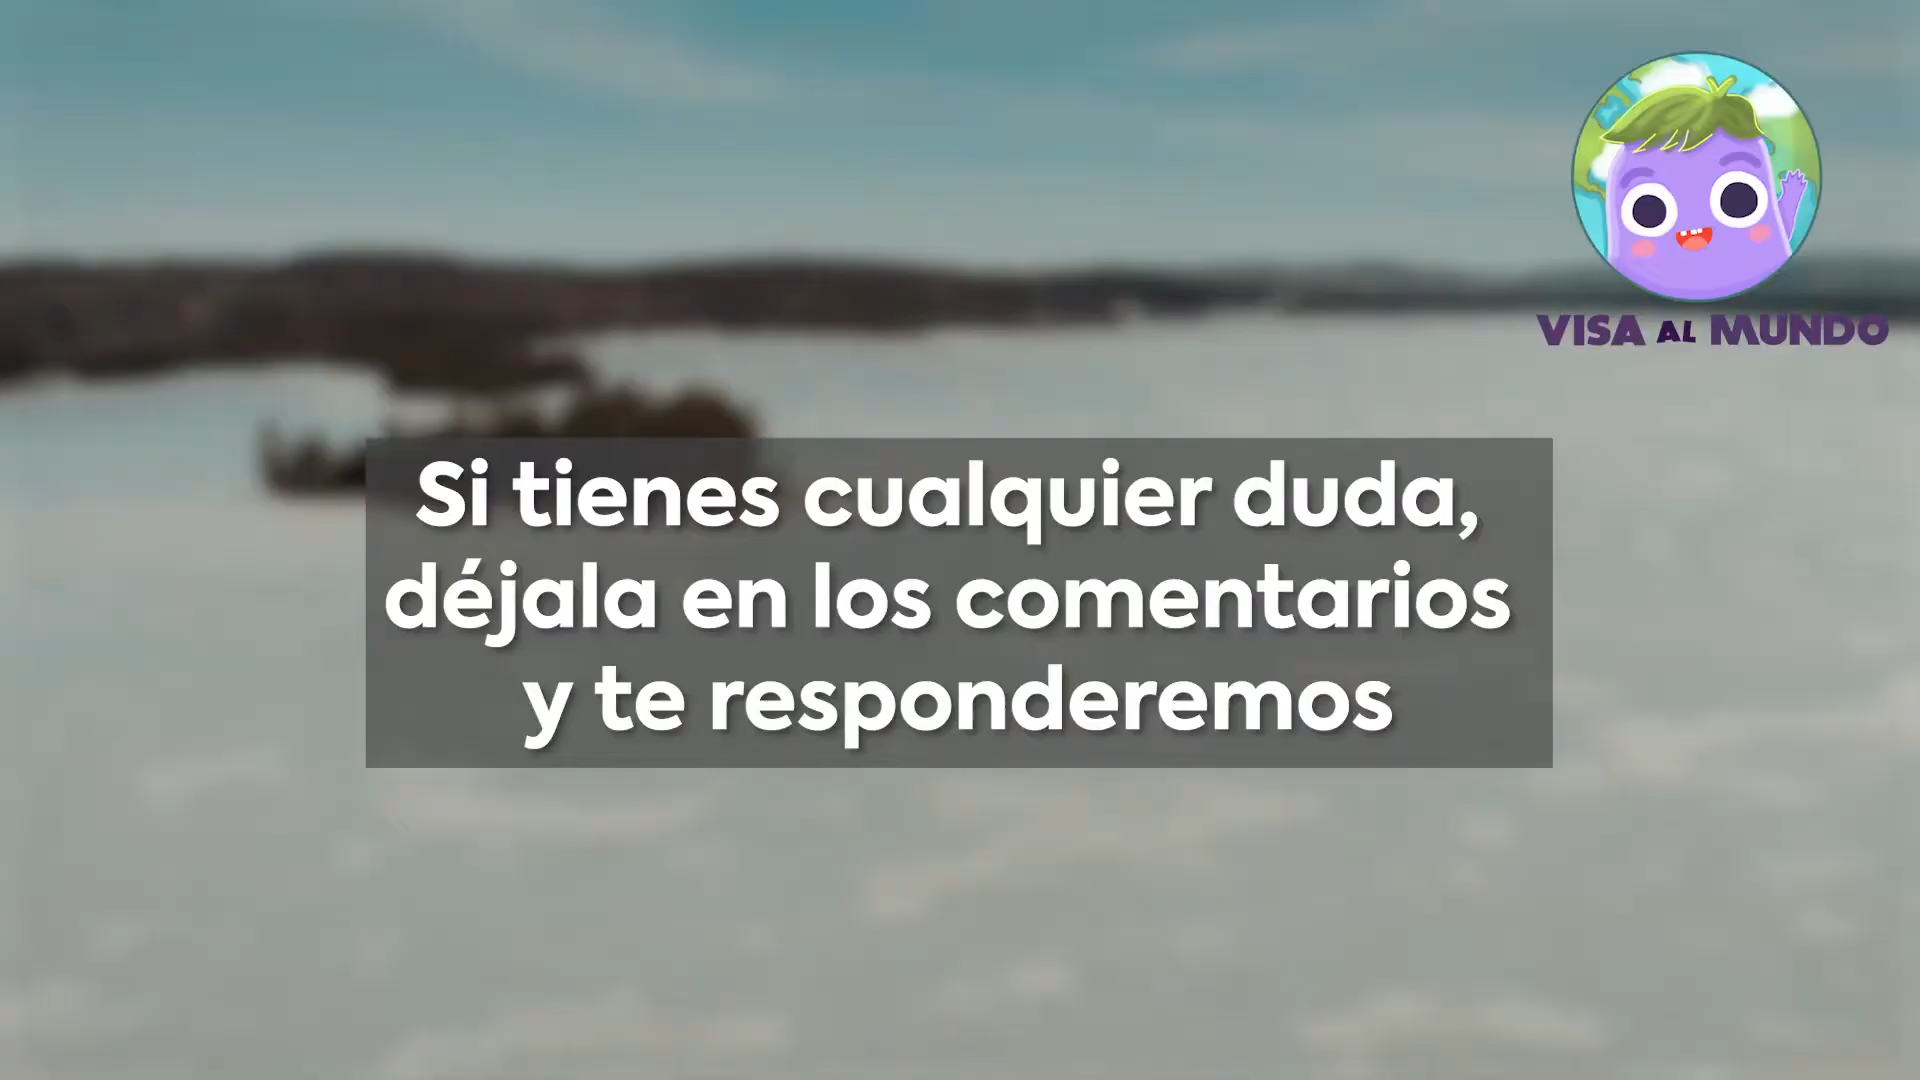 VISA AL MUNDO
Si tienes cualquier duda,
déjala en los comentarios
y te responderemos